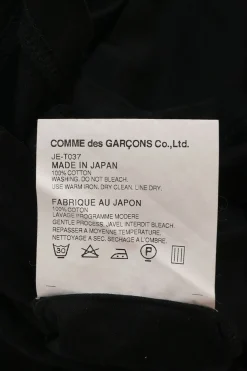 COMME des GARÇONS Co.,Ltd.
JE-T037
MADE IN JAPAN
100% COTTON
WASHING. DO NOT BLEACH.
USE WARM IRON. DRY CLEAN. LINE DRY.
FABRIQUE AU JAPON
100% COTTON
LAVAGE PROGRAMME MODERE
GENTLE PROCESS. JAVEL INTERDIT BLEACH.
REPASSER A MOYENNE TEMPERATURE.
NETTOYAGE A SEC. SECHAGE A L'OMBRE.
30 P